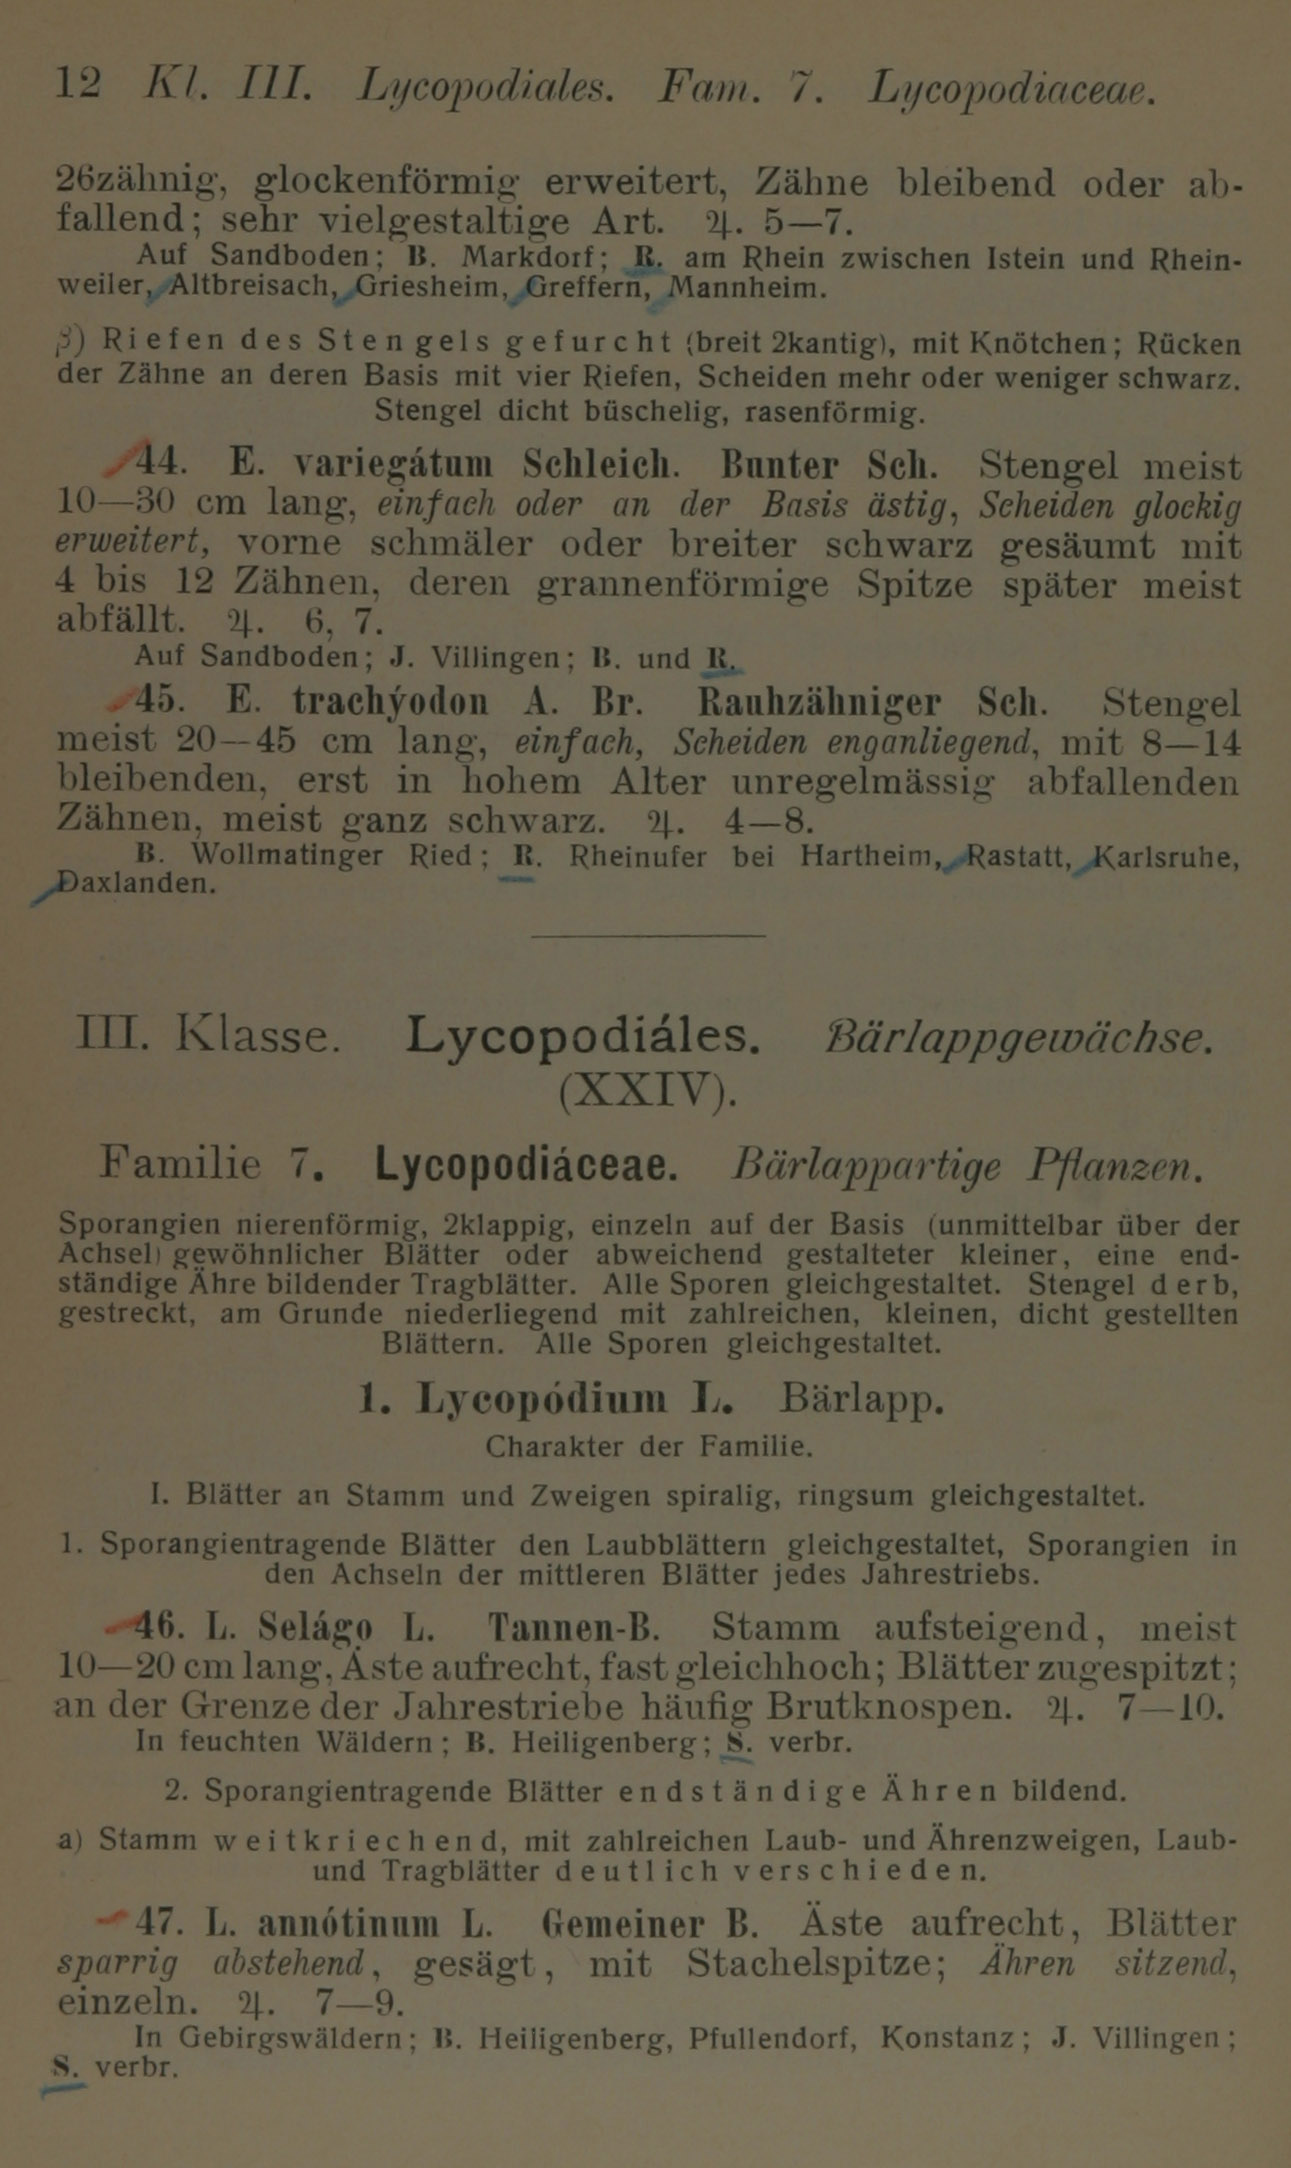 12 Kl. III. Lycopodiales. Fam. 7. Lycopodiaceae.
26zähnig, glockenförmig erweitert, Zähne bleibend oder ab-
fallend; sehr vielgestaltige Art. ♃. 5—7.
Auf Sandboden; B. Markdorf; R. am Rhein zwischen Istein und Rhein-
weiler, Altbreisach, Griesheim, Greffern, Mannheim.
β) Riefen des Stengels gefurcht (breit 2kantig), mit Knötchen; Rücken
der Zähne an deren Basis mit vier Riefen, Scheiden mehr oder weniger schwarz.
Stengel dicht büschelig, rasenförmig.
44. E. variegátum Schleich. Bunter Sch. Stengel meist
10—30 cm lang, einfach oder an der Basis ästig, Scheiden glockig
erweitert, vorne schmäler oder breiter schwarz gesäumt mit
4 bis 12 Zähnen, deren grannenförmige Spitze später meist
abfällt. ♃. 6, 7.
Auf Sandboden; J. Villingen; B. und R.
45. E. trachýodon A. Br. Rauhzähniger Sch. Stengel
meist 20—45 cm lang, einfach, Scheiden enganliegend, mit 8—14
bleibenden, erst in hohem Alter unregelmässig abfallenden
Zähnen, meist ganz schwarz. ♃. 4—8.
B. Wollmatinger Ried; R. Rheinufer bei Hartheim, Rastatt, Karlsruhe,
Daxlanden.
III. Klasse. Lycopodiáles. Bärlappgewächse.
(XXIV).
Familie 7. Lycopodiáceae. Bärlappartige Pflanzen.
Sporangien nierenförmig, 2klappig, einzeln auf der Basis (unmittelbar über der
Achsel) gewöhnlicher Blätter oder abweichend gestalteter kleiner, eine end-
ständige Ähre bildender Tragblätter. Alle Sporen gleichgestaltet. Stengel derb,
gestreckt, am Grunde niederliegend mit zahlreichen, kleinen, dicht gestellten
Blättern. Alle Sporen gleichgestaltet.
1. Lycopódium L. Bärlapp.
Charakter der Familie.
I. Blätter an Stamm und Zweigen spiralig, ringsum gleichgestaltet.
1. Sporangientragende Blätter den Laubblättern gleichgestaltet, Sporangien in
den Achseln der mittleren Blätter jedes Jahrestriebs.
46. L. Selágo L. Tannen-B. Stamm aufsteigend, meist
10—20 cm lang, Äste aufrecht, fast gleichhoch; Blätter zugespitzt;
an der Grenze der Jahrestriebe häufig Brutknospen. ♃. 7—10.
In feuchten Wäldern; B. Heiligenberg; S. verbr.
2. Sporangientragende Blätter endständige Ähren bildend.
a) Stamm weitkriechend, mit zahlreichen Laub- und Ährenzweigen, Laub-
und Tragblätter deutlich verschieden.
47. L. annótinum L. Gemeiner B. Äste aufrecht, Blätter
sparrig abstehend, gesägt, mit Stachelspitze; Ähren sitzend,
einzeln. ♃. 7—9.
In Gebirgswäldern; B. Heiligenberg, Pfullendorf, Konstanz; J. Villingen;
S. verbr.